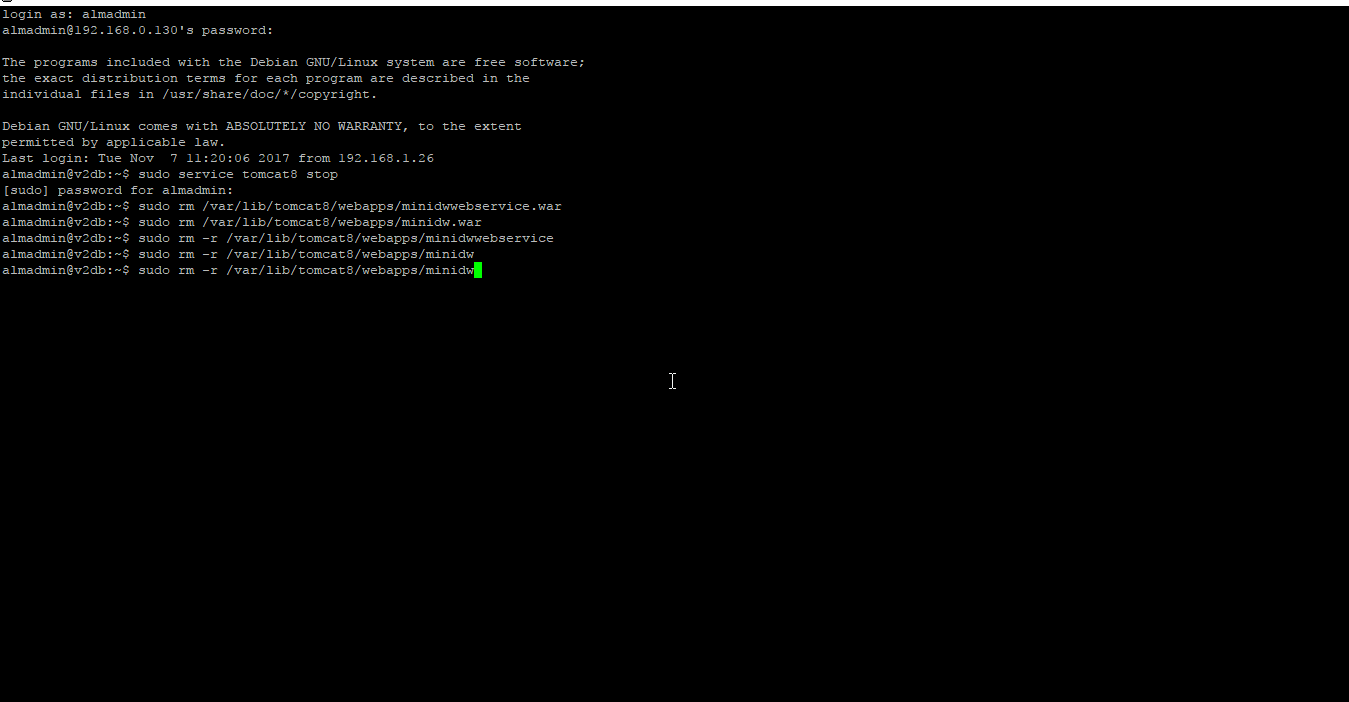 login as: almadmin
almadmin@192.168.0.130's password:
The programs included with the Debian GNU/Linux system are free software;
the exact distribution terms for each program are described in the
individual files in /usr/share/doc/*/copyright.
Debian GNU/Linux comes with ABSOLUTELY NO WARRANTY, to the extent
permitted by applicable law.
Last login: Tue Nov  7 11:20:06 2017 from 192.168.1.26
almadmin@v2db:~$ sudo service tomcat8 stop
[sudo] password for almadmin:
almadmin@v2db:~$ sudo rm /var/lib/tomcat8/webapps/minidwwebservice.war
almadmin@v2db:~$ sudo rm /var/lib/tomcat8/webapps/minidw.war
almadmin@v2db:~$ sudo rm -r /var/lib/tomcat8/webapps/minidwwebservice
almadmin@v2db:~$ sudo rm -r /var/lib/tomcat8/webapps/minidw
almadmin@v2db:~$ sudo rm -r /var/lib/tomcat8/webapps/minidw